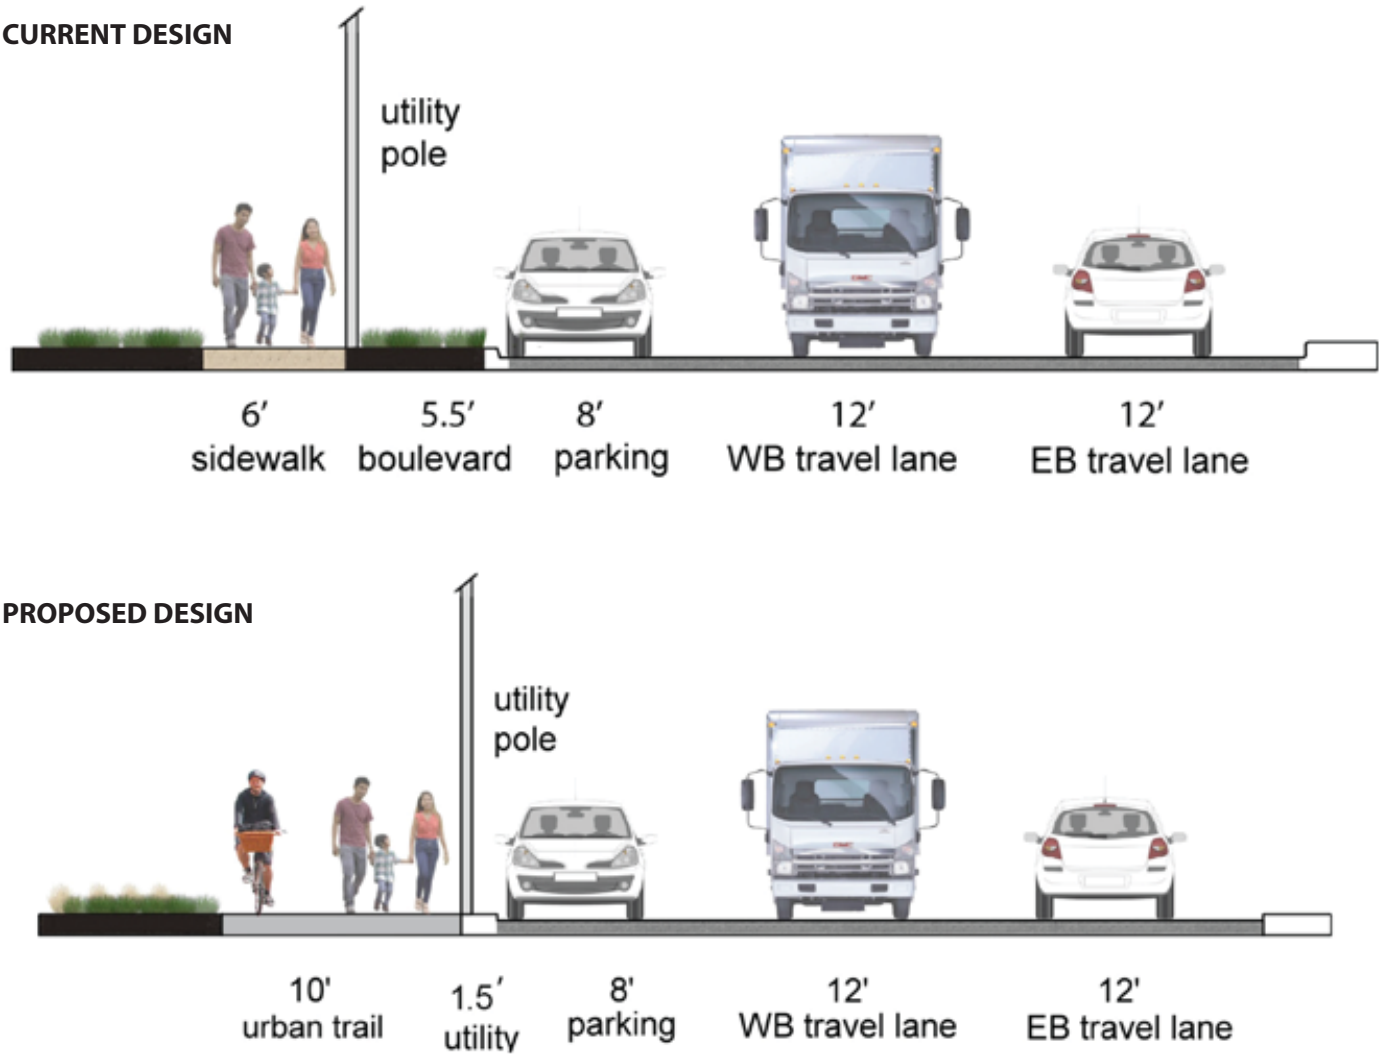 CURRENT DESIGN
utility
pole
6′ 5.5′ 8′ 12′ 12′
sidewalk boulevard parking WB travel lane EB travel lane
PROPOSED DESIGN
utility
pole
10' 1.5′ 8' 12' 12'
urban trail utility parking WB travel lane EB travel lane